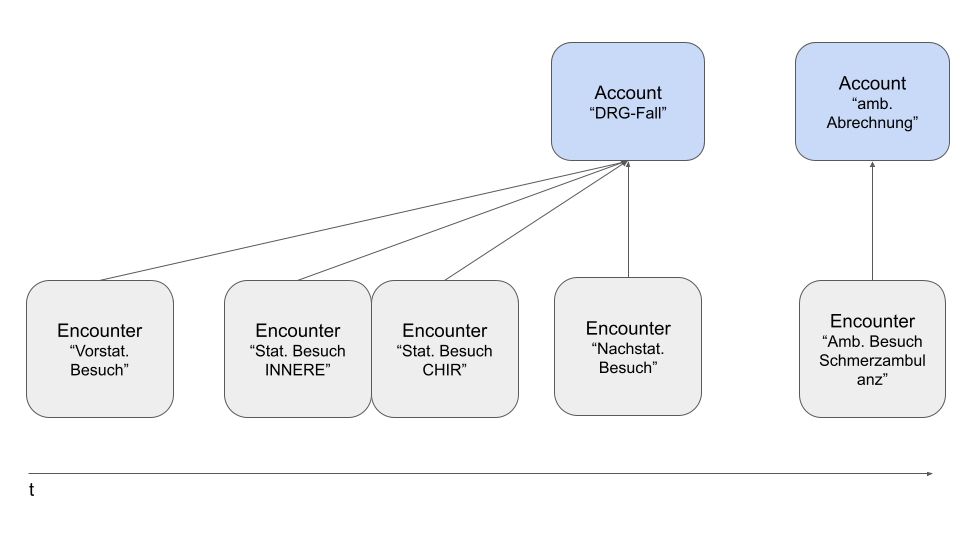 Account
“DRG-Fall”
Account
“amb.
Abrechnung”
Encounter
“Vorstat.
Besuch”
Encounter
“Stat. Besuch
INNERE”
Encounter
“Stat. Besuch
CHIR”
Encounter
“Nachstat.
Besuch”
Encounter
“Amb. Besuch
Schmerzambul
anz”
t